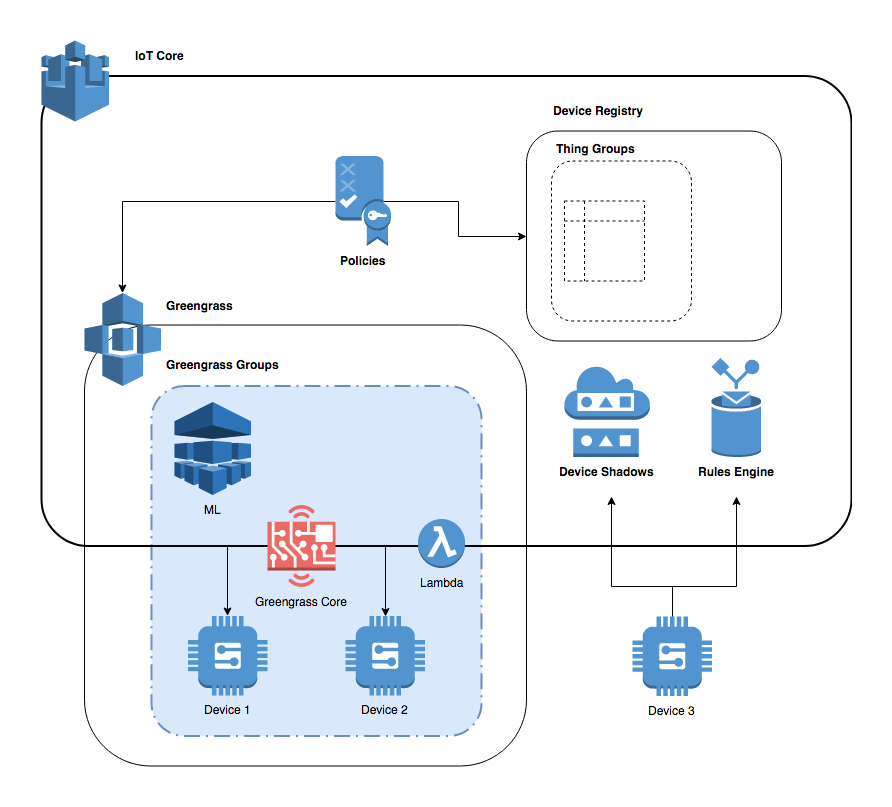 IoT Core
Device Registry
Thing Groups
Policies
Greengrass
Greengrass Groups
Device Shadows
Rules Engine
ML
Lambda
Greengrass Core
Device 1
Device 2
Device 3